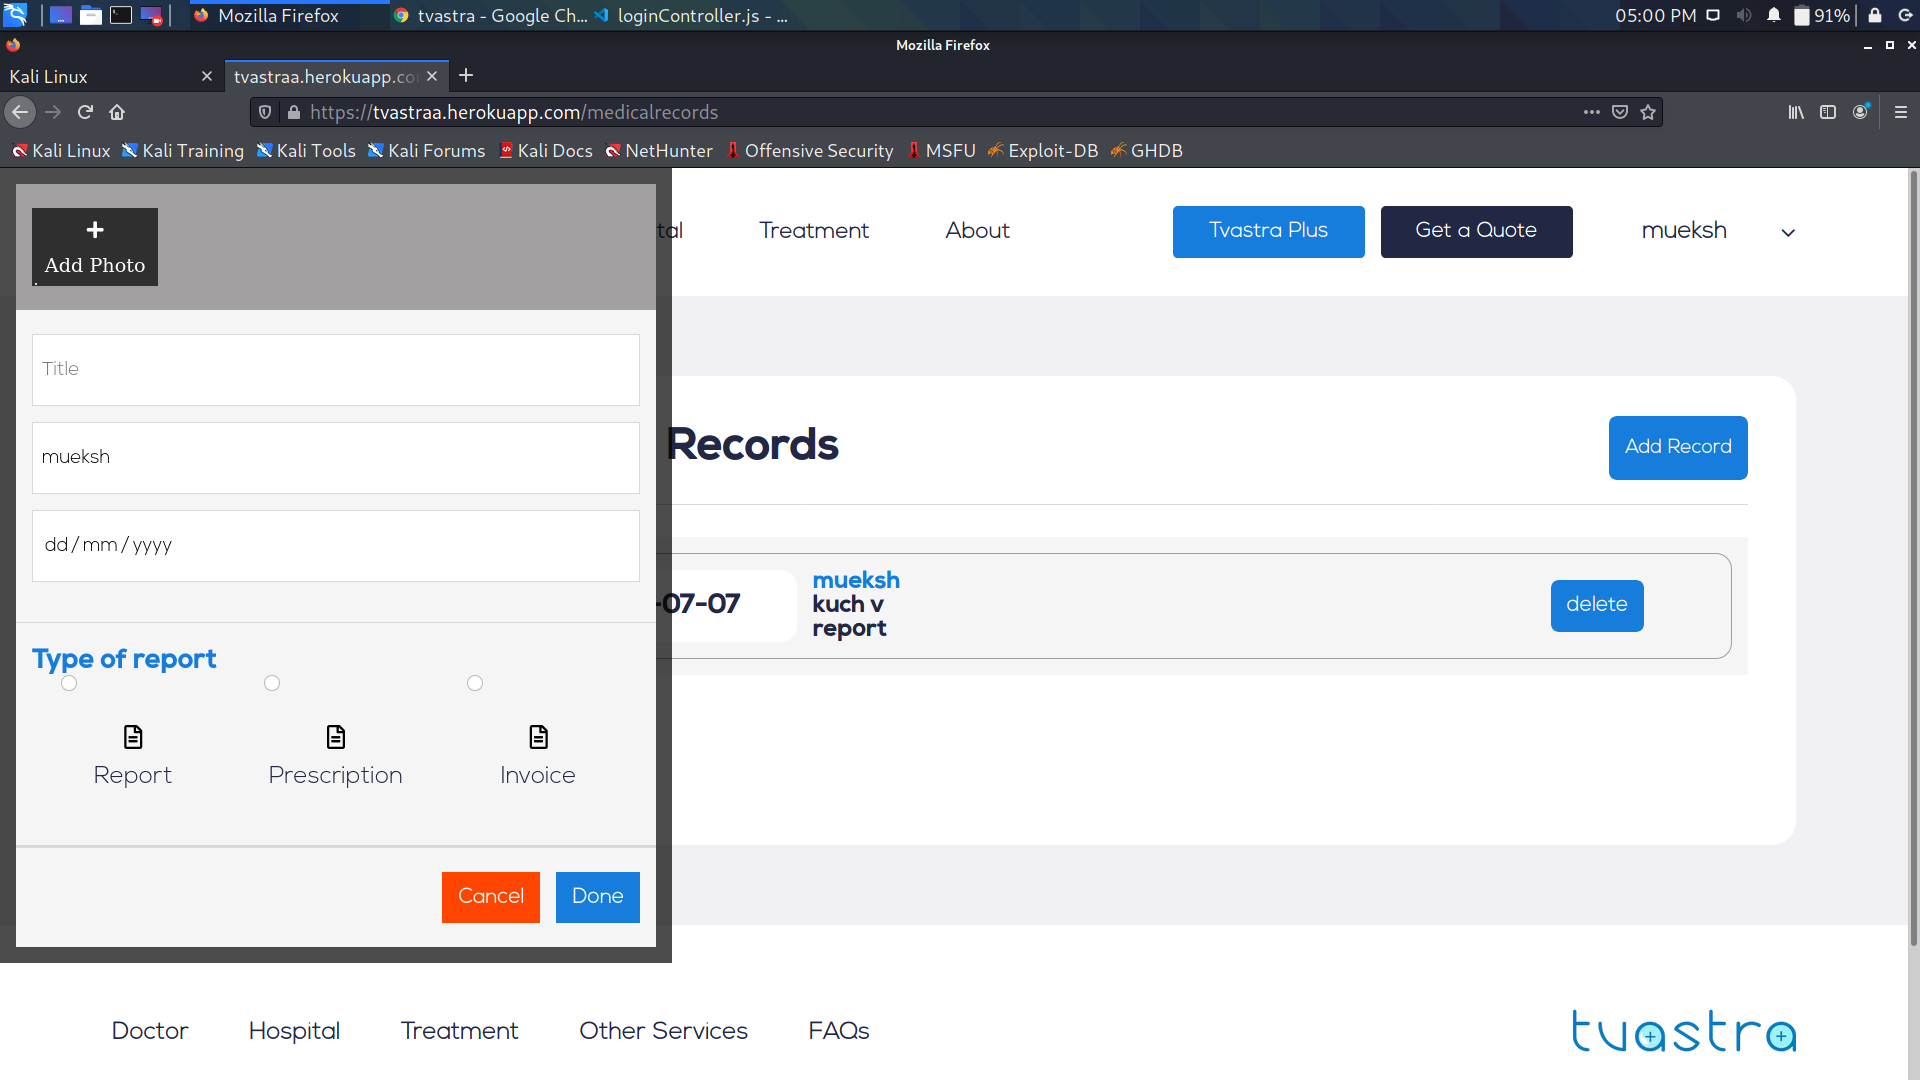 Mozilla Firefox
tvastra - Google Ch...
loginController.js - ...
05:00 PM
91%
Mozilla Firefox
Kali Linux
tvastraa.herokuapp.co
https://tvastraa.herokuapp.com/medicalrecords
Kali Linux
Kali Training
Kali Tools
Kali Forums
Kali Docs
NetHunter
Offensive Security
MSFU
Exploit-DB
GHDB
Add Photo
tal
Treatment
About
Tvastra Plus
Get a Quote
mueksh
Title
mueksh
dd/mm/yyyy
Records
Add Record
-07-07
mueksh
kuch v
report
delete
Type of report
Report
Prescription
Invoice
Cancel
Done
Doctor
Hospital
Treatment
Other Services
FAQs
tvastra